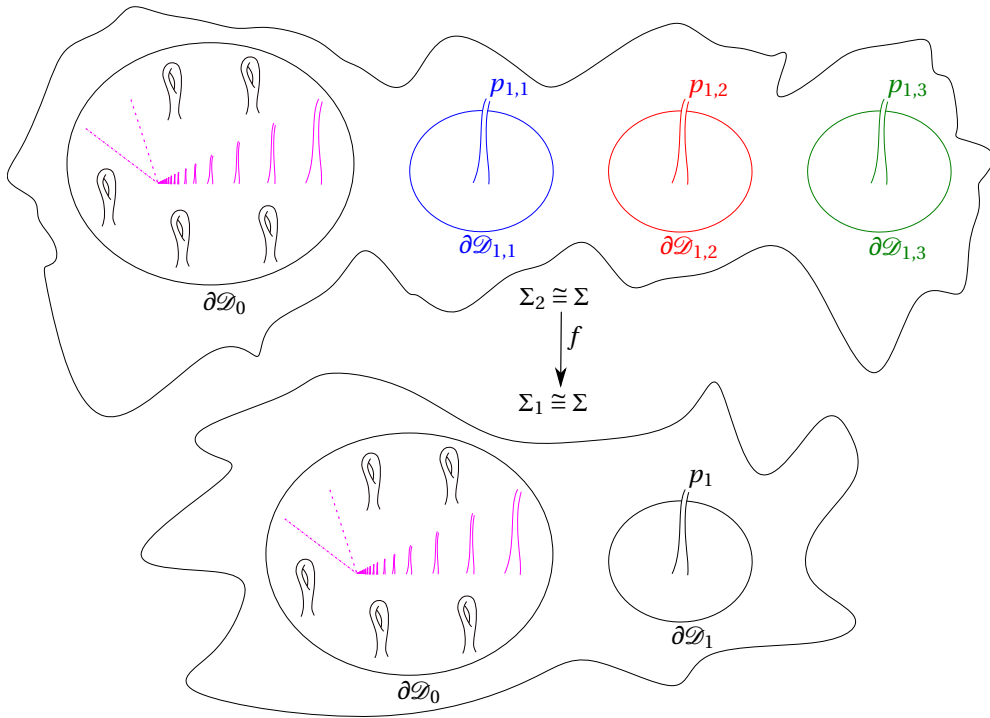 p₁,₁ p₁,₂ p₁,₃
∂𝒟₀ ∂𝒟₁,₁ ∂𝒟₁,₂ ∂𝒟₁,₃
Σ₂ ≅ Σ
f
Σ₁ ≅ Σ
p₁
∂𝒟₀ ∂𝒟₁